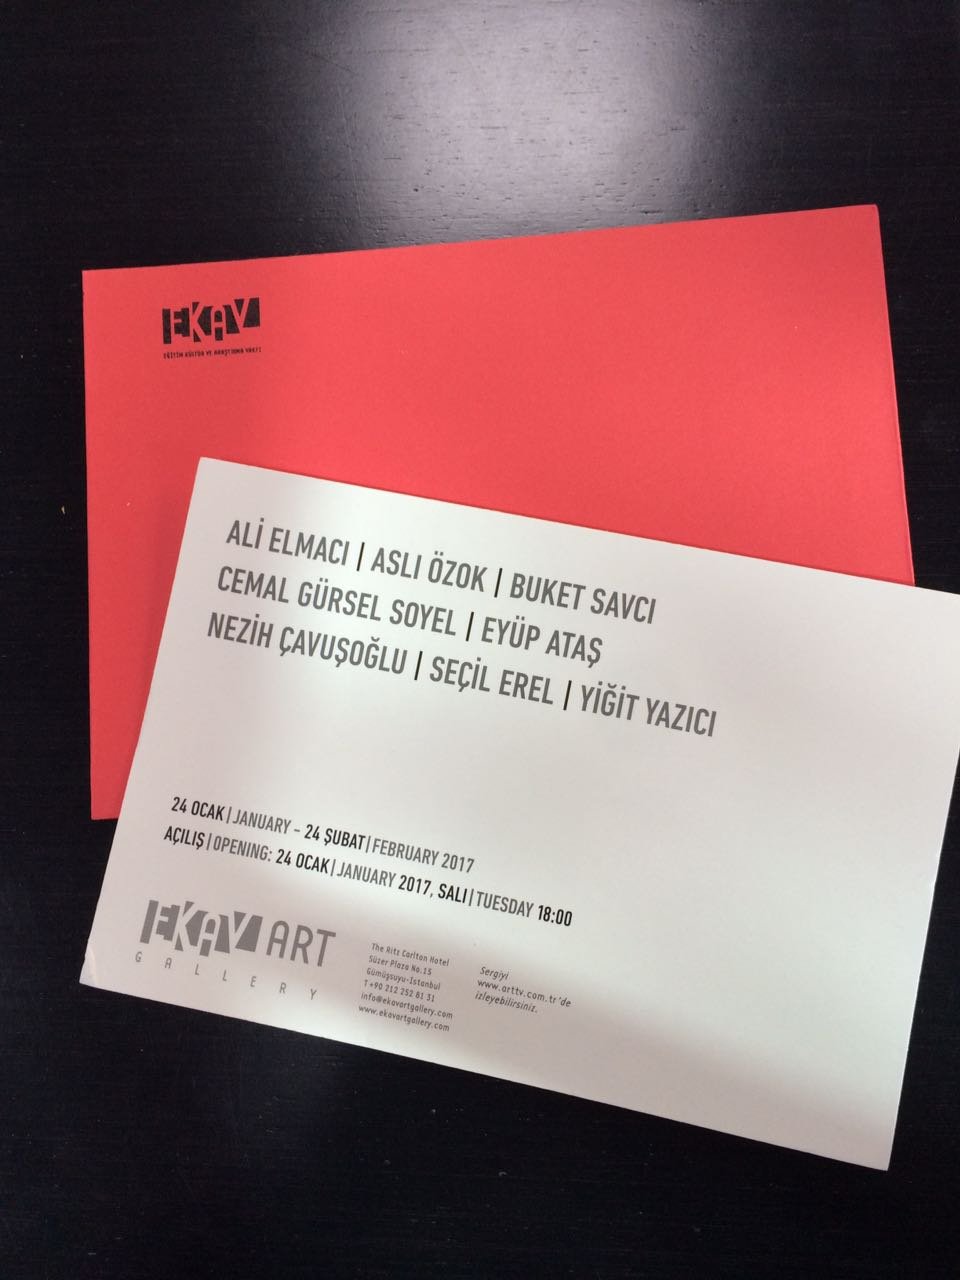 EKAV
EĞİTİM KÜLTÜR VE ARAŞTIRMA VAKFI
ALİ ELMACI | ASLI ÖZOK | BUKET SAVCI
CEMAL GÜRSEL SOYEL | EYÜP ATAŞ
NEZİH ÇAVUŞOĞLU | SEÇİL EREL | YİĞİT YAZICI
24 OCAK | JANUARY - 24 ŞUBAT | FEBRUARY 2017
AÇILIŞ | OPENING: 24 OCAK | JANUARY 2017, SALI | TUESDAY 18:00
EKAV ART
GALLERY
The Ritz Carlton Hotel
Süzer Plaza No.15
Gümüşsuyu-Istanbul
T +90 212 252 81 31
info@ekavartgallery.com
www.ekavartgallery.com
Sergiyi
www.arttv.com.tr'de
izleyebilirsiniz.